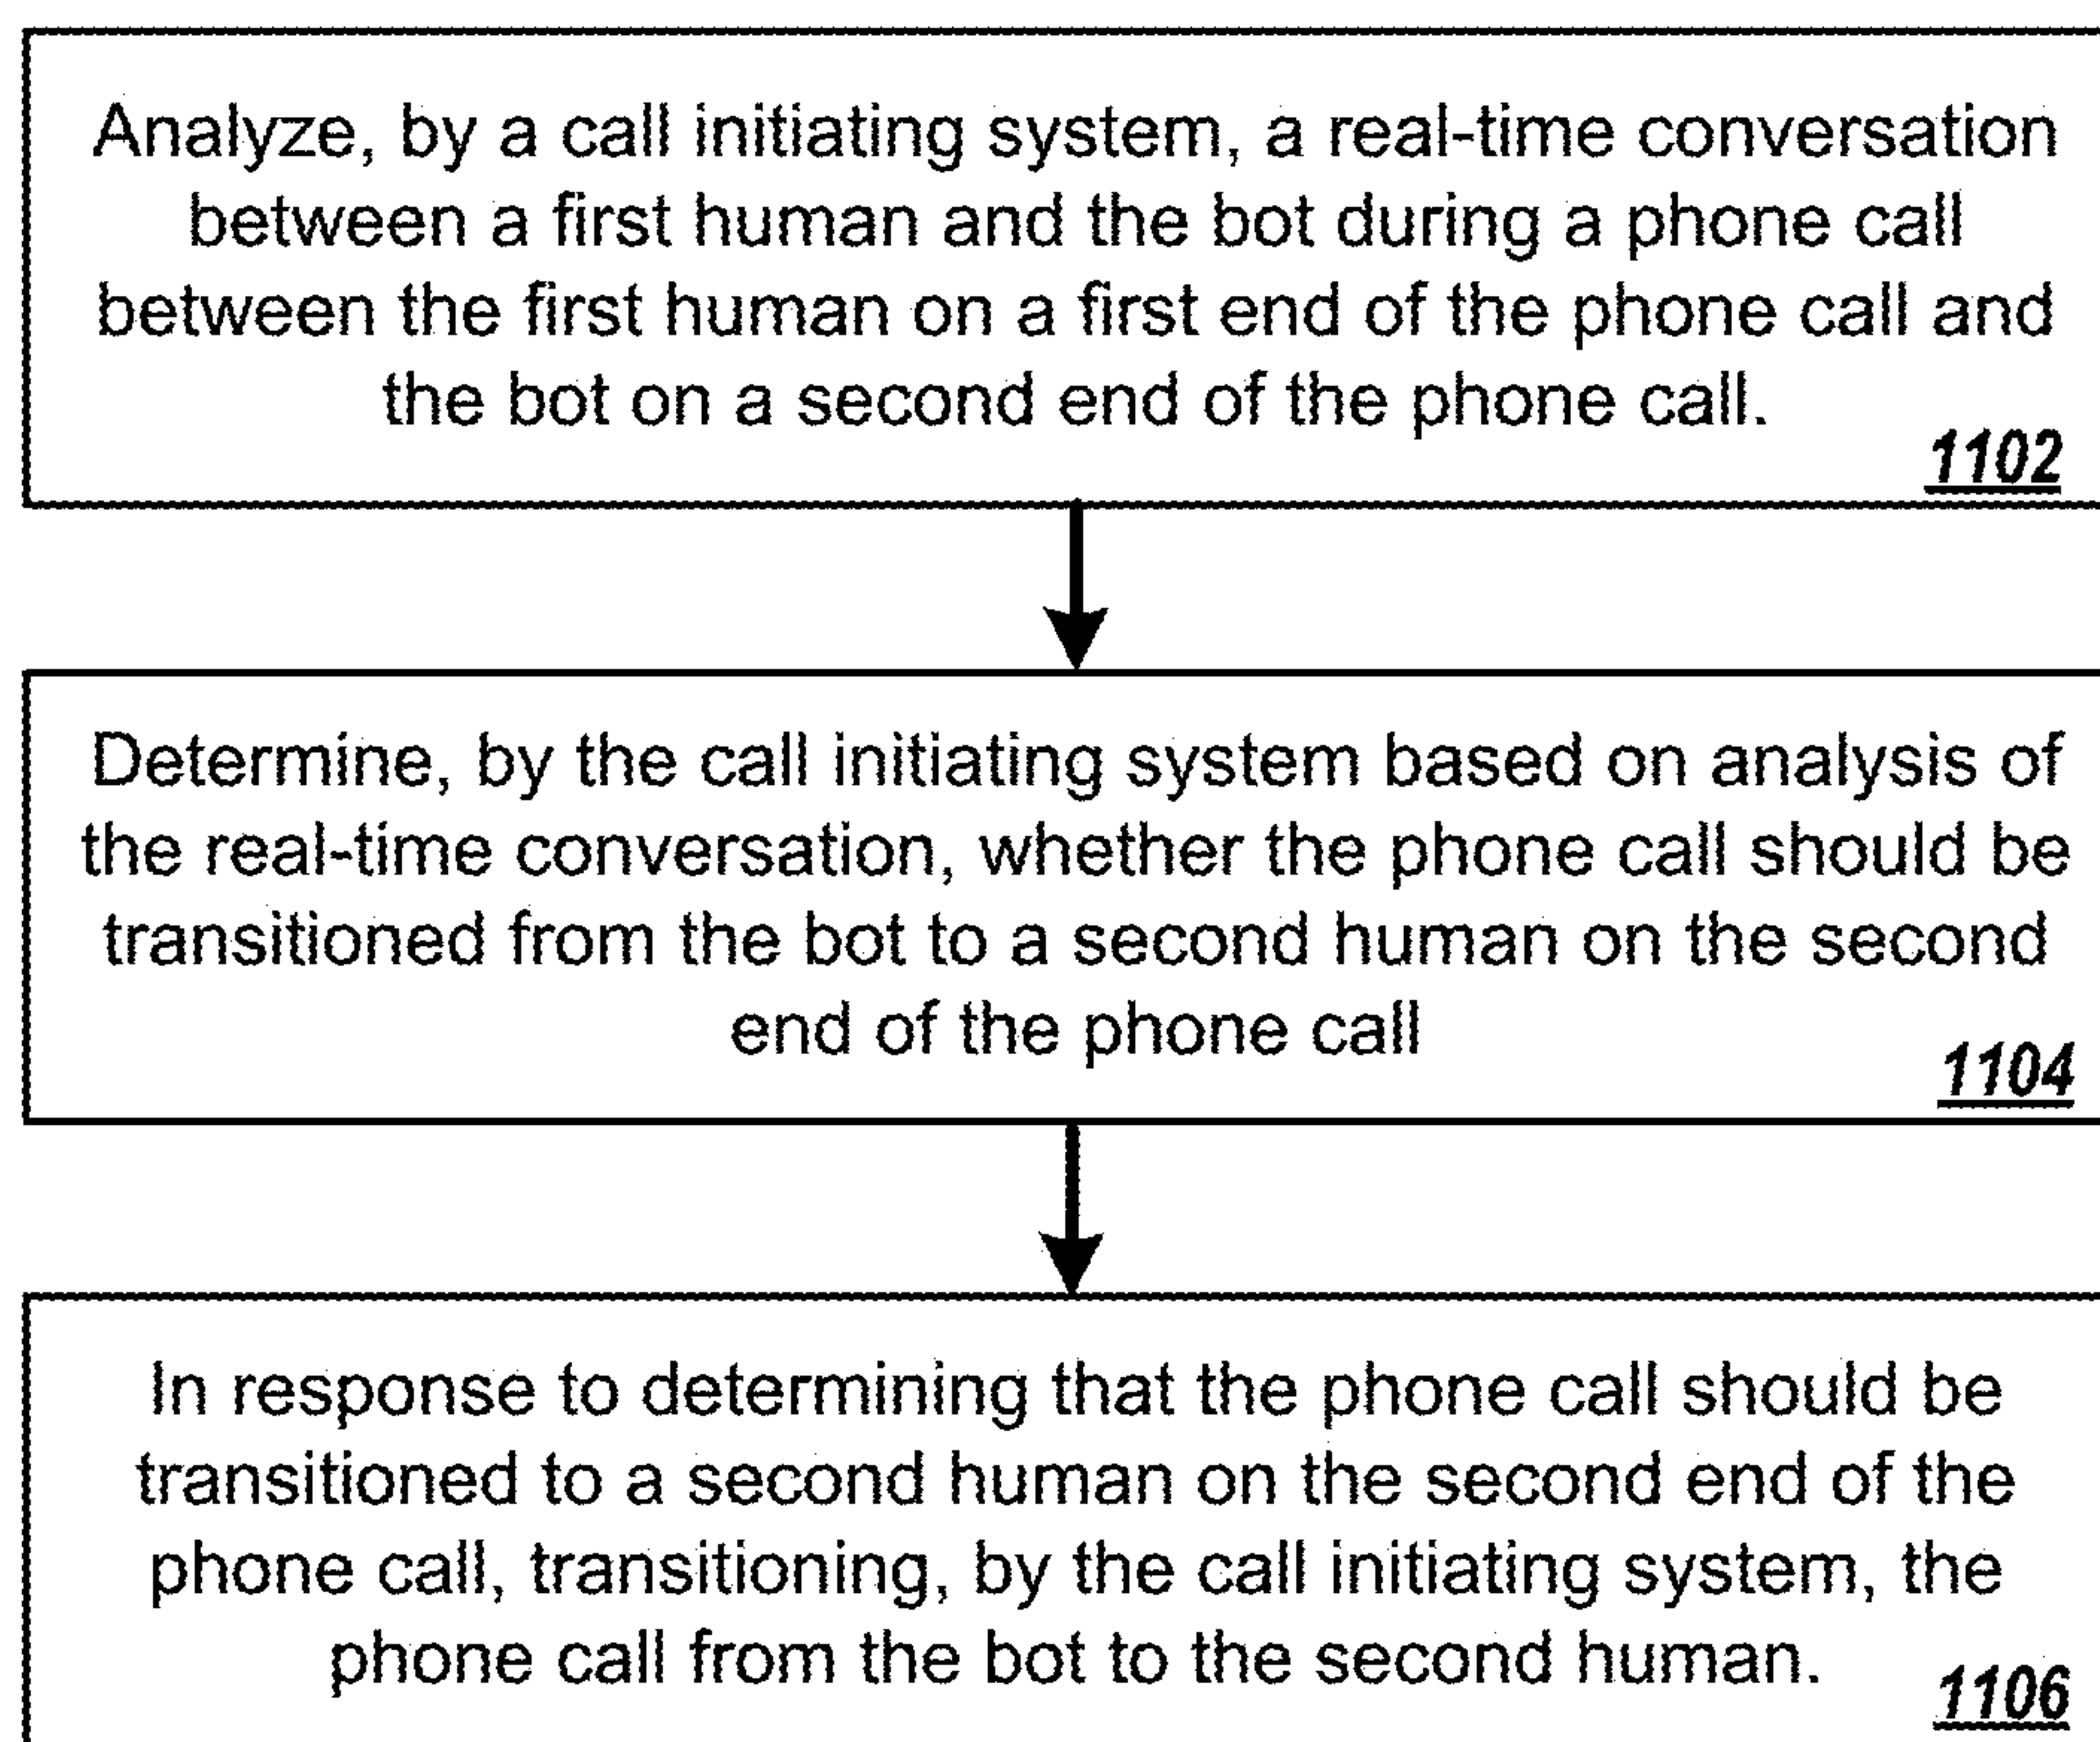 Analyze, by a call initiating system, a real-time conversation
between a first human and the bot during a phone call
between the first human on a first end of the phone call and
the bot on a second end of the phone call.
1102
Determine, by the call initiating system based on analysis of
the real-time conversation, whether the phone call should be
transitioned from the bot to a second human on the second
end of the phone call
1104
In response to determining that the phone call should be
transitioned to a second human on the second end of the
phone call, transitioning, by the call initiating system, the
phone call from the bot to the second human.
1106